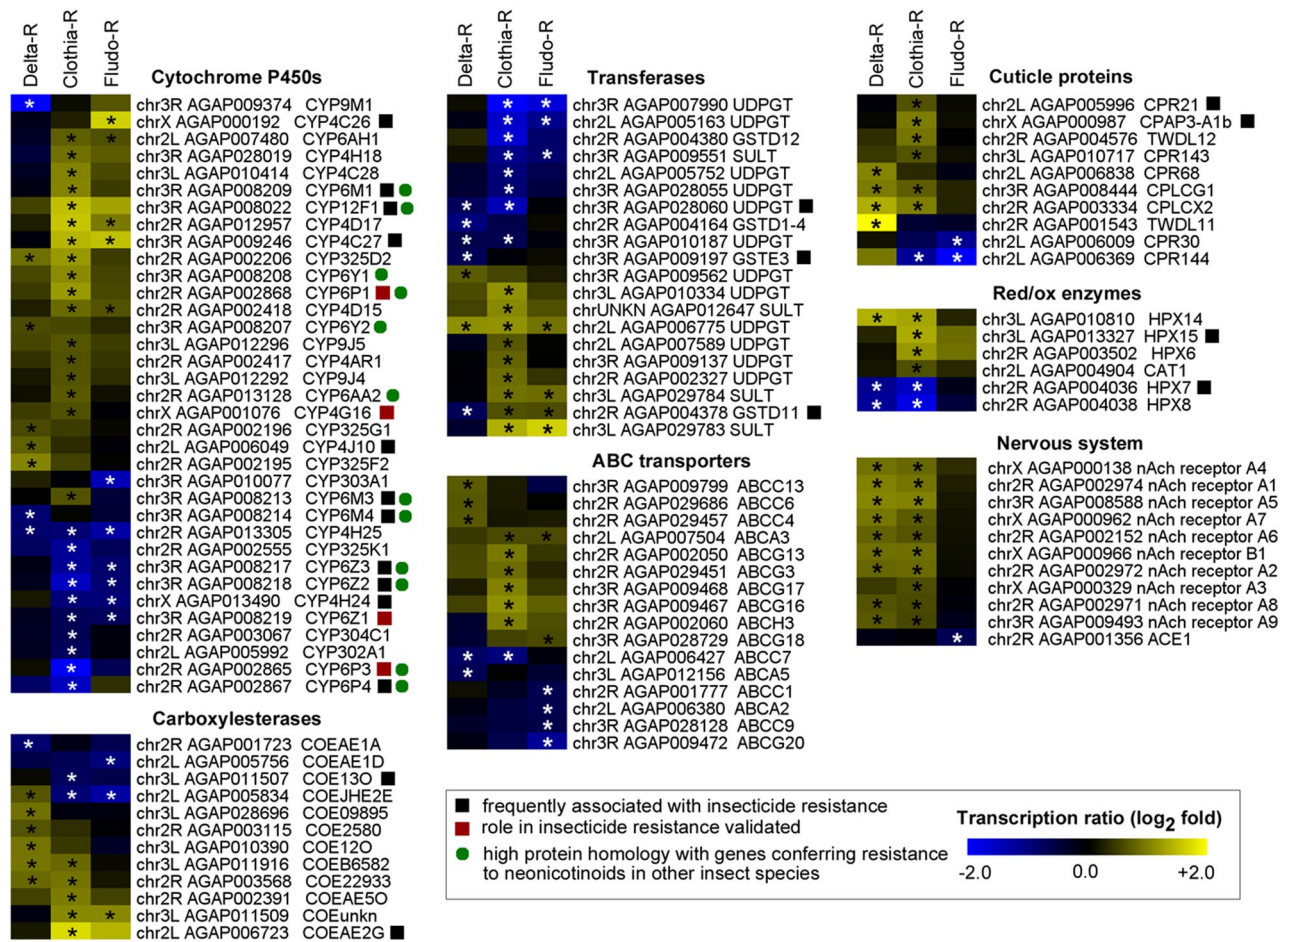 Delta-R
Clothia-R
Fludo-R
Cytochrome P450s
* chr3R AGAP009374 CYP9M1
* chrX AGAP000192 CYP4C26
* * chr2L AGAP007480 CYP6AH1
* chr3R AGAP028019 CYP4H18
* chr3L AGAP010414 CYP4C28
* chr3R AGAP008209 CYP6M1
* chr3R AGAP008022 CYP12F1
* * chr2R AGAP012957 CYP4D17
* * chr3R AGAP009246 CYP4C27
* * chr2R AGAP002206 CYP325D2
* chr3R AGAP008208 CYP6Y1
* chr2R AGAP002868 CYP6P1
* * chr2R AGAP002418 CYP4D15
* chr3R AGAP008207 CYP6Y2
* chr3L AGAP012296 CYP9J5
* chr2R AGAP002417 CYP4AR1
* chr3L AGAP012292 CYP9J4
* chr2R AGAP013128 CYP6AA2
* chrX AGAP001076 CYP4G16
* chr2R AGAP002196 CYP325G1
* chr2L AGAP006049 CYP4J10
* chr2R AGAP002195 CYP325F2
* chr3R AGAP010077 CYP303A1
* chr3R AGAP008213 CYP6M3
* chr3R AGAP008214 CYP6M4
* * * chr2R AGAP013305 CYP4H25
* chr2R AGAP002555 CYP325K1
* * chr3R AGAP008217 CYP6Z3
* * chr3R AGAP008218 CYP6Z2
* * chrX AGAP013490 CYP4H24
* * chr3R AGAP008219 CYP6Z1
* chr2R AGAP003067 CYP304C1
* chr2L AGAP005992 CYP302A1
* chr2R AGAP002865 CYP6P3
* chr2R AGAP002867 CYP6P4
Carboxylesterases
* chr2R AGAP001723 COEAE1A
* chr2L AGAP005756 COEAE1D
* chr3L AGAP011507 COE13O
* * * chr2L AGAP005834 COEJHE2E
* chr3L AGAP028696 COE09895
* chr2R AGAP003115 COE2580
* chr3L AGAP010390 COE12O
* * chr3L AGAP011916 COEB6582
* * chr2R AGAP003568 COE22933
* chr2R AGAP002391 COEAE5O
* * chr3L AGAP011509 COEunkn
* chr2L AGAP006723 COEAE2G
Delta-R
Clothia-R
Fludo-R
Transferases
* * chr3R AGAP007990 UDPGT
* * chr2L AGAP005163 UDPGT
* chr2R AGAP004380 GSTD12
* * chr3R AGAP009551 SULT
* chr2L AGAP005752 UDPGT
* chr3R AGAP028055 UDPGT
* * chr3R AGAP028060 UDPGT
* chr2R AGAP004164 GSTD1-4
* * chr3R AGAP010187 UDPGT
* chr3R AGAP009197 GSTE3
* chr3R AGAP009562 UDPGT
* chr3L AGAP010334 UDPGT
* chrUNKN AGAP012647 SULT
* * * chr2L AGAP006775 UDPGT
* chr2L AGAP007589 UDPGT
* chr3R AGAP009137 UDPGT
* chr2R AGAP002327 UDPGT
* * chr3L AGAP029784 SULT
* * * chr2R AGAP004378 GSTD11
* * chr3L AGAP029783 SULT
ABC transporters
* chr3R AGAP009799 ABCC13
* chr2R AGAP029686 ABCC6
* chr2R AGAP029457 ABCC4
* * chr2L AGAP007504 ABCA3
* chr2R AGAP002050 ABCG13
* chr2R AGAP029451 ABCG3
* chr3R AGAP009468 ABCG17
* chr3R AGAP009467 ABCG16
* chr2R AGAP002060 ABCH3
* chr3R AGAP028729 ABCG18
* * chr2L AGAP006427 ABCC7
* chr3L AGAP012156 ABCA5
* chr2R AGAP001777 ABCC1
* chr2L AGAP006380 ABCA2
* chr3R AGAP028128 ABCC9
* chr3R AGAP009472 ABCG20
Delta-R
Clothia-R
Fludo-R
Cuticle proteins
* chr2L AGAP005996 CPR21
* chrX AGAP000987 CPAP3-A1b
* chr2R AGAP004576 TWDL12
* chr3L AGAP010717 CPR143
* chr2L AGAP006838 CPR68
* * chr3R AGAP008444 CPLCG1
* * chr2R AGAP003334 CPLCX2
* chr2R AGAP001543 TWDL11
* chr2L AGAP006009 CPR30
* * chr2L AGAP006369 CPR144
Red/ox enzymes
* * chr3L AGAP010810 HPX14
* chr3L AGAP013327 HPX15
* chr2R AGAP003502 HPX6
* chr2L AGAP004904 CAT1
* * chr2R AGAP004036 HPX7
* * chr2R AGAP004038 HPX8
Nervous system
* * chrX AGAP000138 nAch receptor A4
* * chr2R AGAP002974 nAch receptor A1
* * chr3R AGAP008588 nAch receptor A5
* * chrX AGAP000962 nAch receptor A7
* * chr2R AGAP002152 nAch receptor A6
* * chrX AGAP000966 nAch receptor B1
* * chr2R AGAP002972 nAch receptor A2
* chrX AGAP000329 nAch receptor A3
* * chr2R AGAP002971 nAch receptor A8
* * chr3R AGAP009493 nAch receptor A9
* chr2R AGAP001356 ACE1
frequently associated with insecticide resistance
role in insecticide resistance validated
high protein homology with genes conferring resistance
to neonicotinoids in other insect species
Transcription ratio (log2 fold)
-2.0 0.0 +2.0